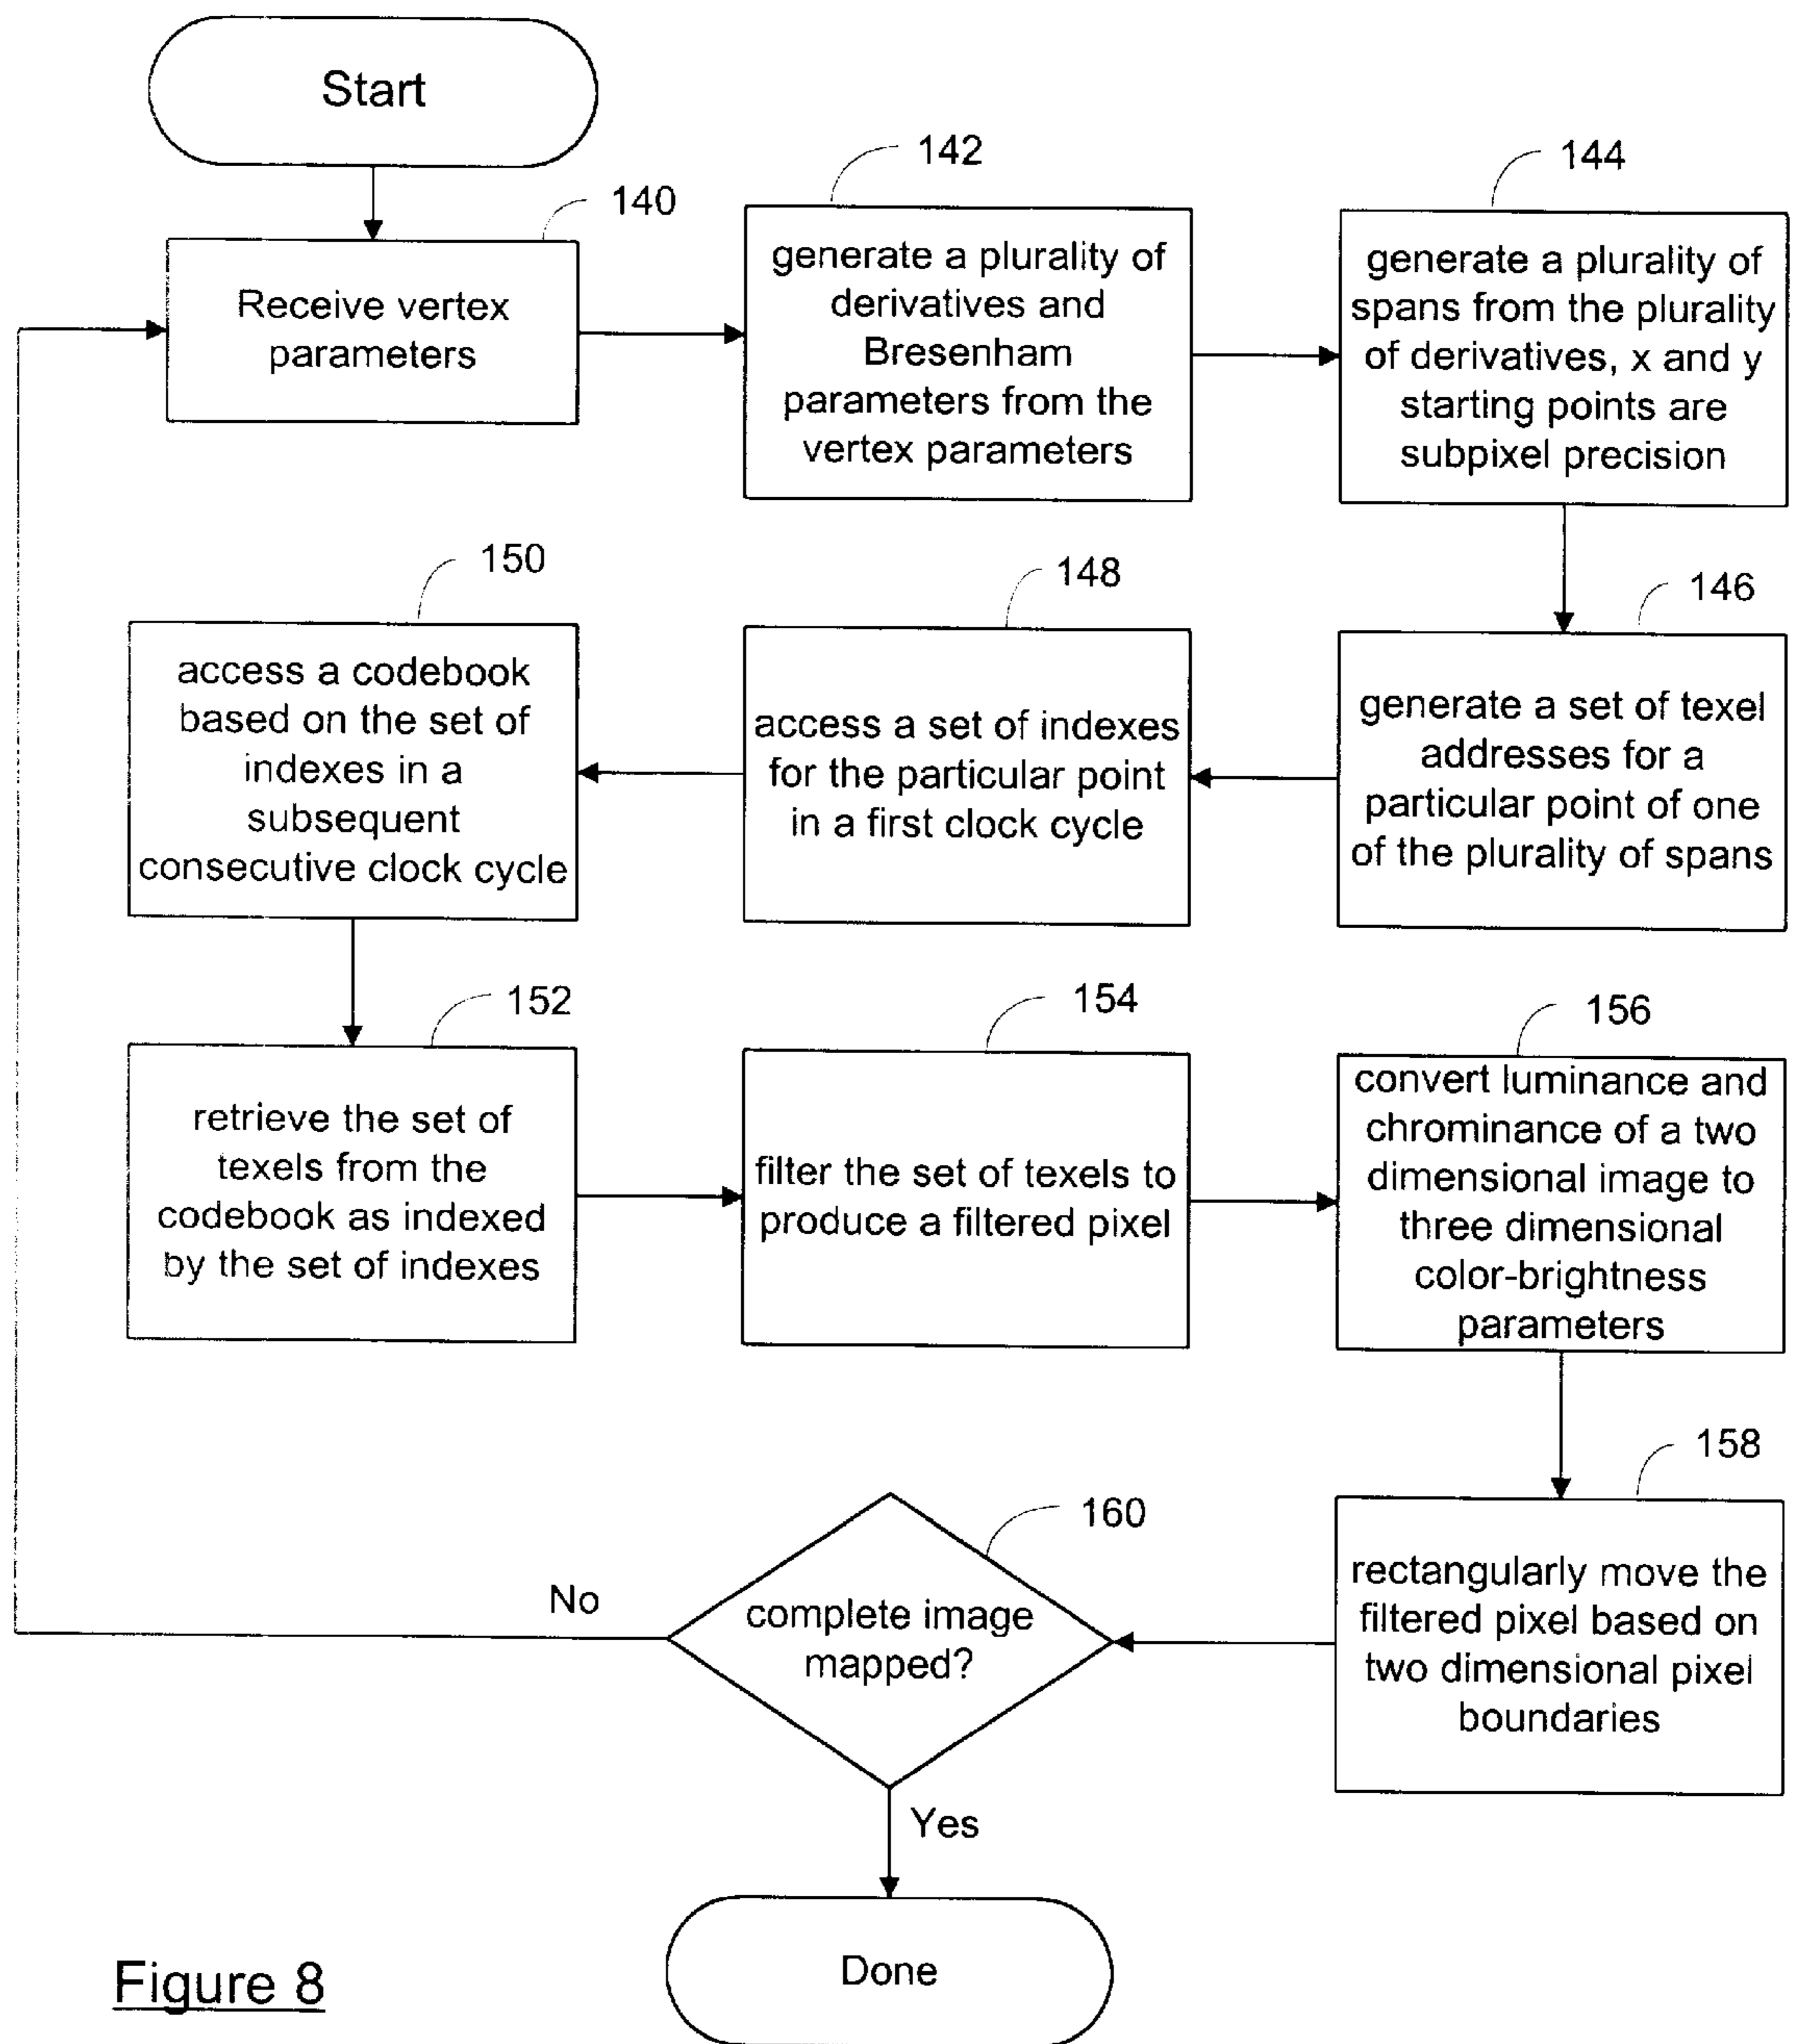 Start
140
Receive vertex
parameters
142
generate a plurality of
derivatives and
Bresenham
parameters from the
vertex parameters
144
generate a plurality of
spans from the plurality
of derivatives, x and y
starting points are
subpixel precision
146
generate a set of texel
addresses for a
particular point of one
of the plurality of spans
148
access a set of indexes
for the particular point
in a first clock cycle
150
access a codebook
based on the set of
indexes in a
subsequent
consecutive clock cycle
152
retrieve the set of
texels from the
codebook as indexed
by the set of indexes
154
filter the set of texels to
produce a filtered pixel
156
convert luminance and
chrominance of a two
dimensional image to
three dimensional
color-brightness
parameters
158
rectangularly move the
filtered pixel based on
two dimensional pixel
boundaries
160
complete image
mapped?
No
Yes
Done
Figure 8